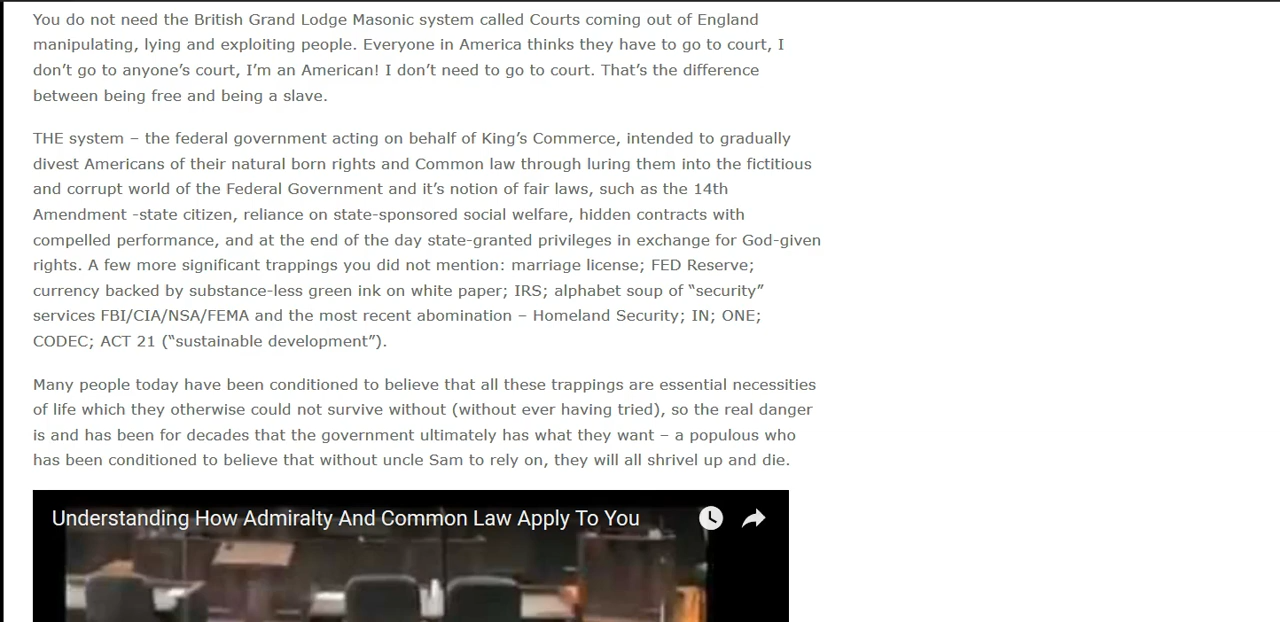 You do not need the British Grand Lodge Masonic system called Courts coming out of England
manipulating, lying and exploiting people. Everyone in America thinks they have to go to court, I
don’t go to anyone’s court, I’m an American! I don’t need to go to court. That’s the difference
between being free and being a slave.
THE system – the federal government acting on behalf of King’s Commerce, intended to gradually
divest Americans of their natural born rights and Common law through luring them into the fictitious
and corrupt world of the Federal Government and it’s notion of fair laws, such as the 14th
Amendment -state citizen, reliance on state-sponsored social welfare, hidden contracts with
compelled performance, and at the end of the day state-granted privileges in exchange for God-given
rights. A few more significant trappings you did not mention: marriage license; FED Reserve;
currency backed by substance-less green ink on white paper; IRS; alphabet soup of “security”
services FBI/CIA/NSA/FEMA and the most recent abomination – Homeland Security; IN; ONE;
CODEC; ACT 21 (“sustainable development”).
Many people today have been conditioned to believe that all these trappings are essential necessities
of life which they otherwise could not survive without (without ever having tried), so the real danger
is and has been for decades that the government ultimately has what they want – a populous who
has been conditioned to believe that without uncle Sam to rely on, they will all shrivel up and die.
Understanding How Admiralty And Common Law Apply To You